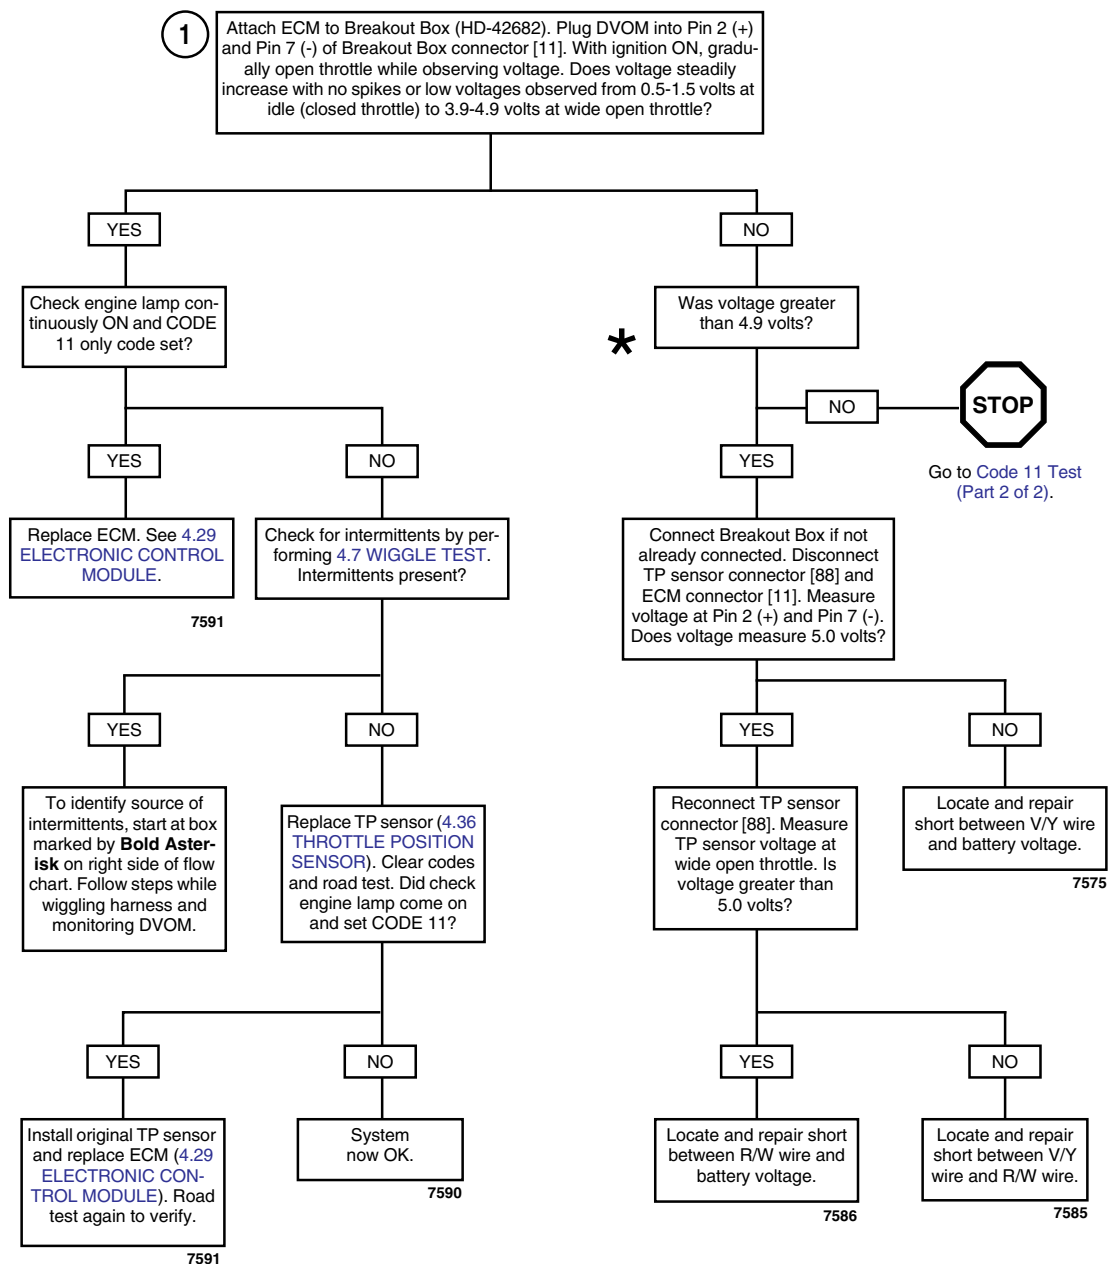 1
Attach ECM to Breakout Box (HD-42682). Plug DVOM into Pin 2 (+)
and Pin 7 (-) of Breakout Box connector [11]. With ignition ON, gradu-
ally open throttle while observing voltage. Does voltage steadily
increase with no spikes or low voltages observed from 0.5-1.5 volts at
idle (closed throttle) to 3.9-4.9 volts at wide open throttle?
YES
NO
Check engine lamp con-
tinuously ON and CODE
11 only code set?
Was voltage greater
than 4.9 volts?
*
NO
STOP
Go to Code 11 Test
(Part 2 of 2).
YES
NO
YES
Replace ECM. See 4.29
ELECTRONIC CONTROL
MODULE.
7591
Check for intermittents by per-
forming 4.7 WIGGLE TEST.
Intermittents present?
Connect Breakout Box if not
already connected. Disconnect
TP sensor connector [88] and
ECM connector [11]. Measure
voltage at Pin 2 (+) and Pin 7 (-).
Does voltage measure 5.0 volts?
YES
NO
YES
NO
To identify source of
intermittents, start at box
marked by Bold Aster-
isk on right side of flow
chart. Follow steps while
wiggling harness and
monitoring DVOM.
Replace TP sensor (4.36
THROTTLE POSITION
SENSOR). Clear codes
and road test. Did check
engine lamp come on
and set CODE 11?
Reconnect TP sensor
connector [88]. Measure
TP sensor voltage at
wide open throttle. Is
voltage greater than
5.0 volts?
Locate and repair
short between V/Y wire
and battery voltage.
7575
YES
NO
YES
NO
Install original TP sensor
and replace ECM (4.29
ELECTRONIC CON-
TROL MODULE). Road
test again to verify.
7591
System
now OK.
7590
Locate and repair short
between R/W wire and
battery voltage.
7586
Locate and repair
short between V/Y
wire and R/W wire.
7585